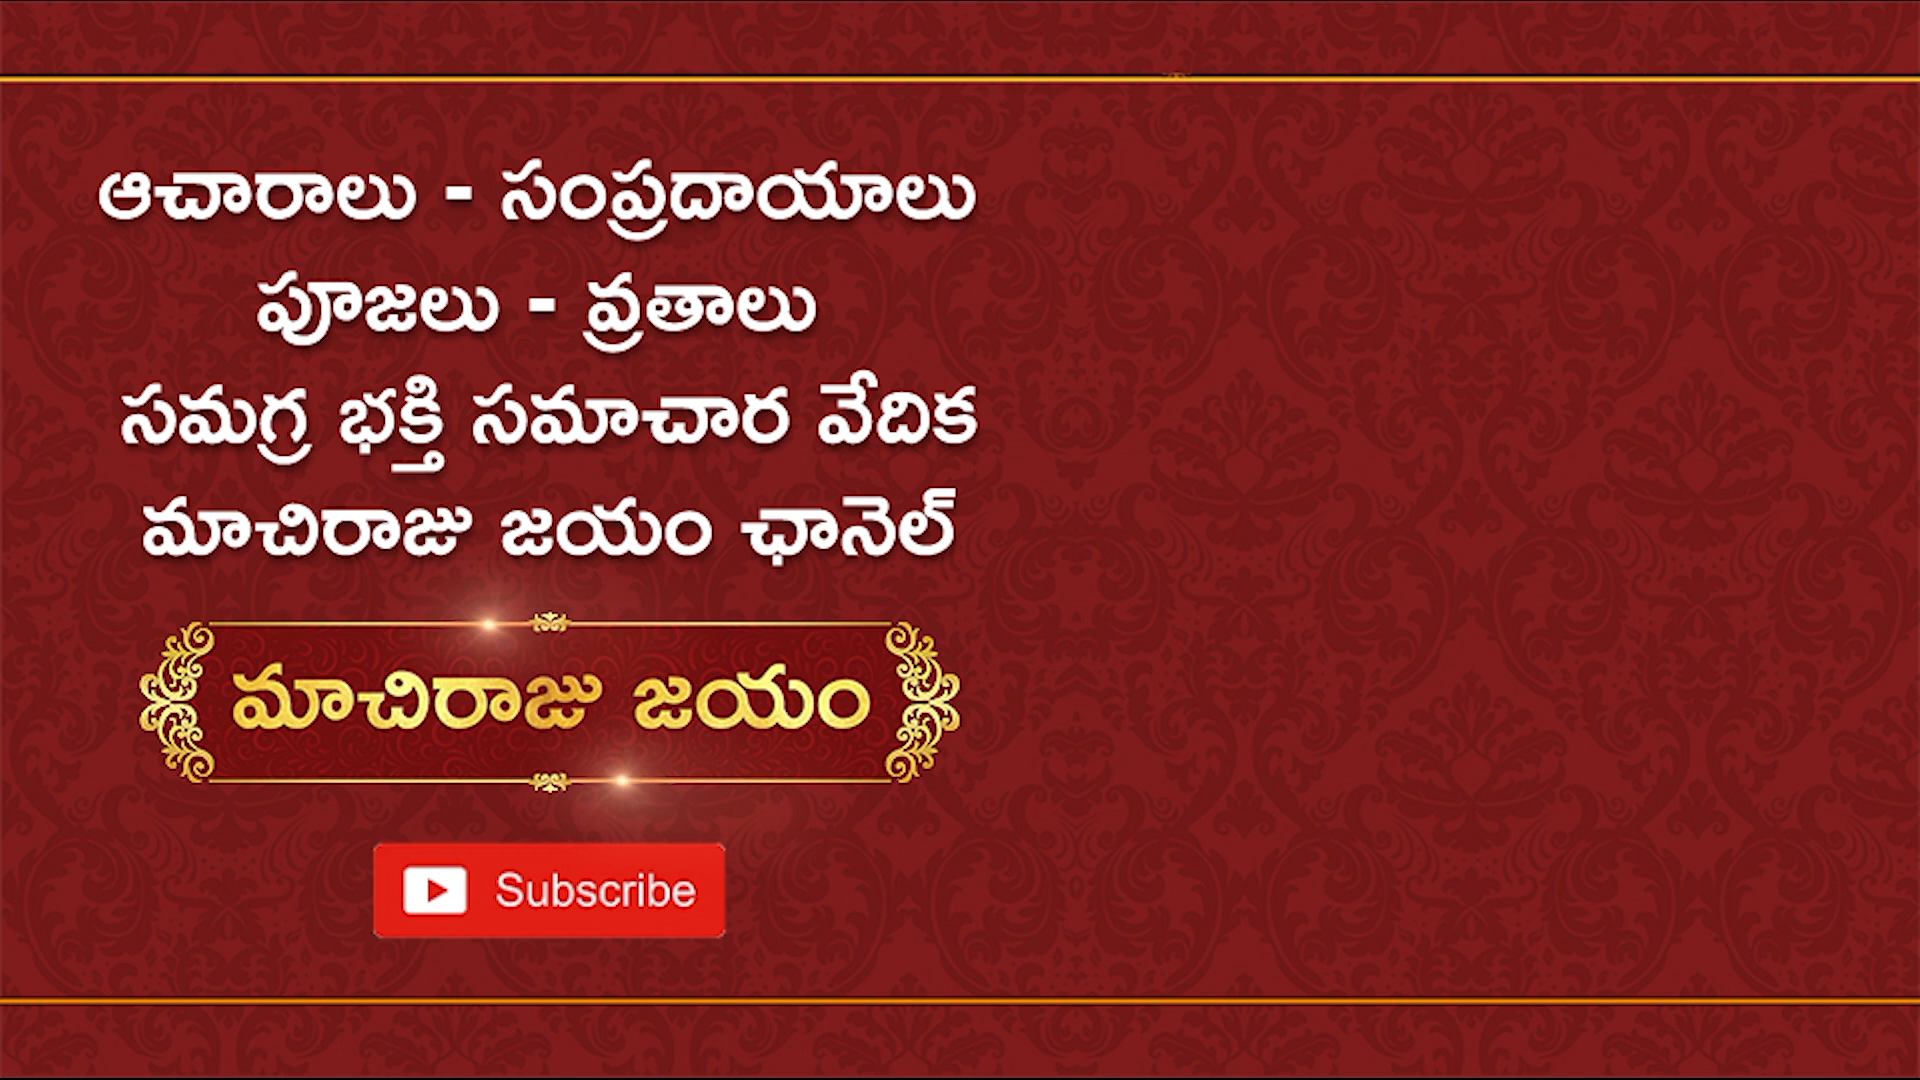 ఆచారాలు - సంప్రదాయాలు
పూజలు - వ్రతాలు
సమగ్ర భక్తి సమాచార వేదిక
మాచిరాజు జయం ఛానెల్
మాచిరాజు జయం
Subscribe